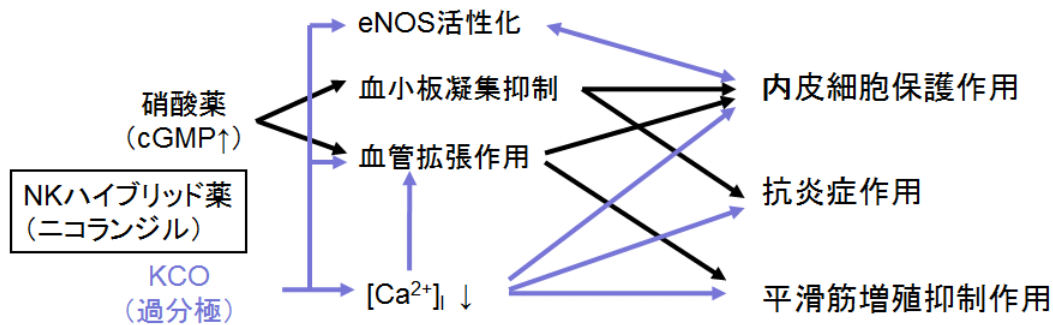 eNOS活性化
血小板凝集抑制
内皮細胞保護作用
硝酸薬
（cGMP↑）
血管拡張作用
NKハイブリッド薬
（ニコランジル）
抗炎症作用
KCO
（過分極）
[Ca²⁺]ᵢ ↓
平滑筋増殖抑制作用